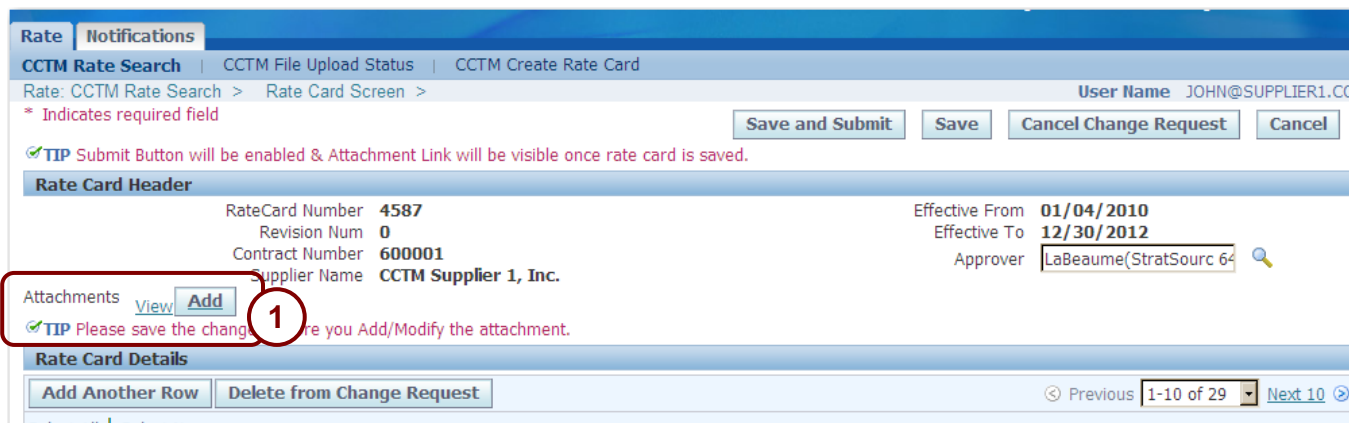 Rate Notifications
CCTM Rate Search | CCTM File Upload Status | CCTM Create Rate Card
Rate: CCTM Rate Search > Rate Card Screen > User Name JOHN@SUPPLIER1.CO
* Indicates required field
Save and Submit Save Cancel Change Request Cancel
TIP Submit Button will be enabled & Attachment Link will be visible once rate card is saved.
Rate Card Header
RateCard Number 4587 Effective From 01/04/2010
Revision Num 0 Effective To 12/30/2012
Contract Number 600001 Approver LaBeaume(StratSourc 64
Supplier Name CCTM Supplier 1, Inc.
Attachments View Add
1
TIP Please save the change re you Add/Modify the attachment.
Rate Card Details
Add Another Row Delete from Change Request Previous 1-10 of 29 Next 10